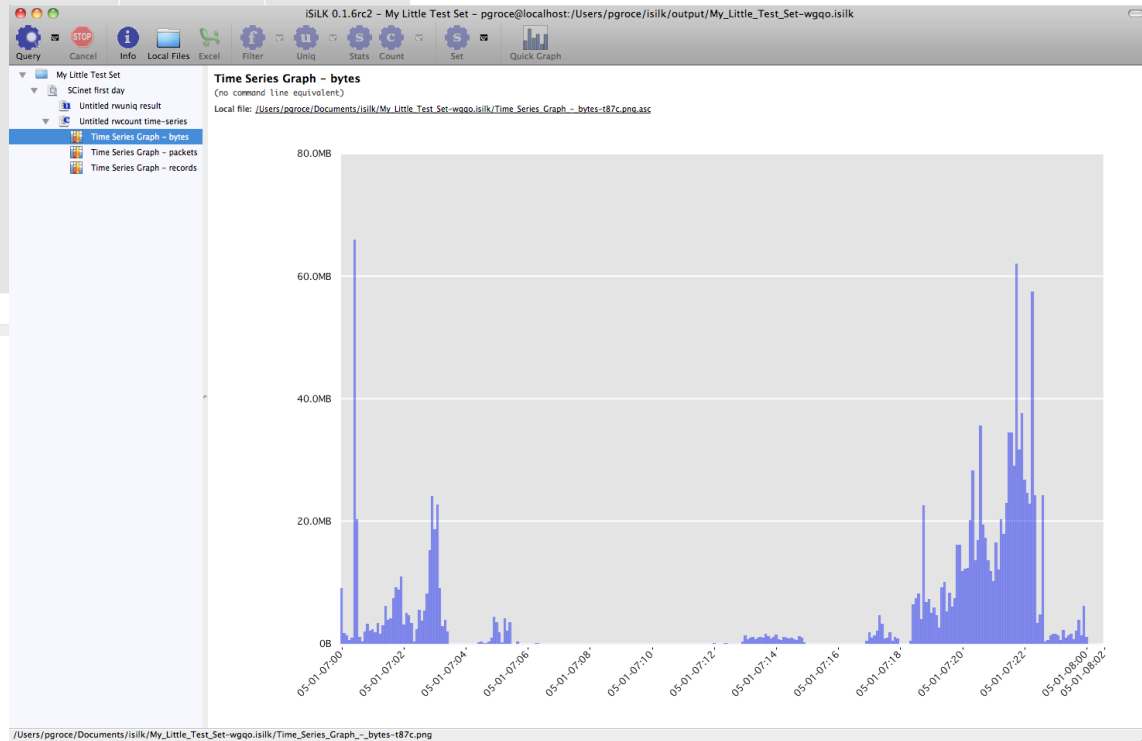 iSiLK 0.1.6rc2 – My Little Test Set – pgroce@localhost:/Users/pgroce/isilk/output/My_Little_Test_Set-wgqo.isilk
STOP i f u s c s
Query Cancel Info Local Files Excel Filter Uniq Stats Count Set Quick Graph
My Little Test Set
SCinet first day
Untitled rwuniq result
Untitled rwcount time-series
Time Series Graph – bytes
Time Series Graph – packets
Time Series Graph – records
Time Series Graph – bytes
(no command line equivalent)
Local file: /Users/pgroce/Documents/isilk/My_Little_Test_Set-wgqo.isilk/Time_Series_Graph_-_bytes-t87c.png.asc
80.0MB
60.0MB
40.0MB
20.0MB
0B
05-01-07:00 05-01-07:02 05-01-07:04 05-01-07:06 05-01-07:08 05-01-07:10 05-01-07:12 05-01-07:14 05-01-07:16 05-01-07:18 05-01-07:20 05-01-07:22 05-01-08:00 05-01-08:02
/Users/pgroce/Documents/isilk/My_Little_Test_Set-wgqo.isilk/Time_Series_Graph_-_bytes-t87c.png